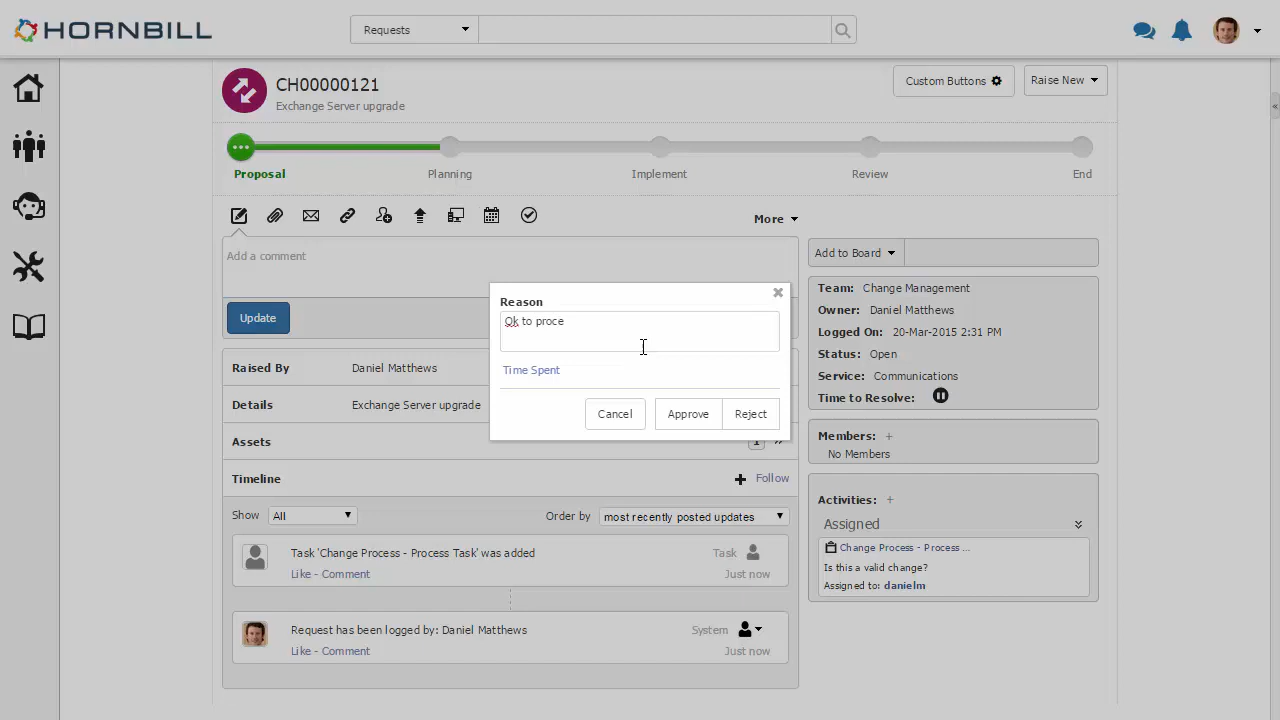 HORNBILL
Requests
CH00000121
Exchange Server upgrade
Custom Buttons
Raise New
Proposal
Planning
Implement
Review
End
More
Add a comment
Update
Add to Board
Team: Change Management
Owner: Daniel Matthews
Logged On: 20-Mar-2015 2:31 PM
Status: Open
Service: Communications
Time to Resolve:
Reason
Ok to proce
Time Spent
Cancel
Approve
Reject
Raised By Daniel Matthews
Details Exchange Server upgrade
Assets
Members: +
No Members
Timeline
+ Follow
Show All
Order by most recently posted updates
Activities: +
Assigned
Change Process - Process ...
Is this a valid change?
Assigned to: danielm
Task 'Change Process - Process Task' was added
Task
Like - Comment
Just now
Request has been logged by: Daniel Matthews
System
Like - Comment
Just now